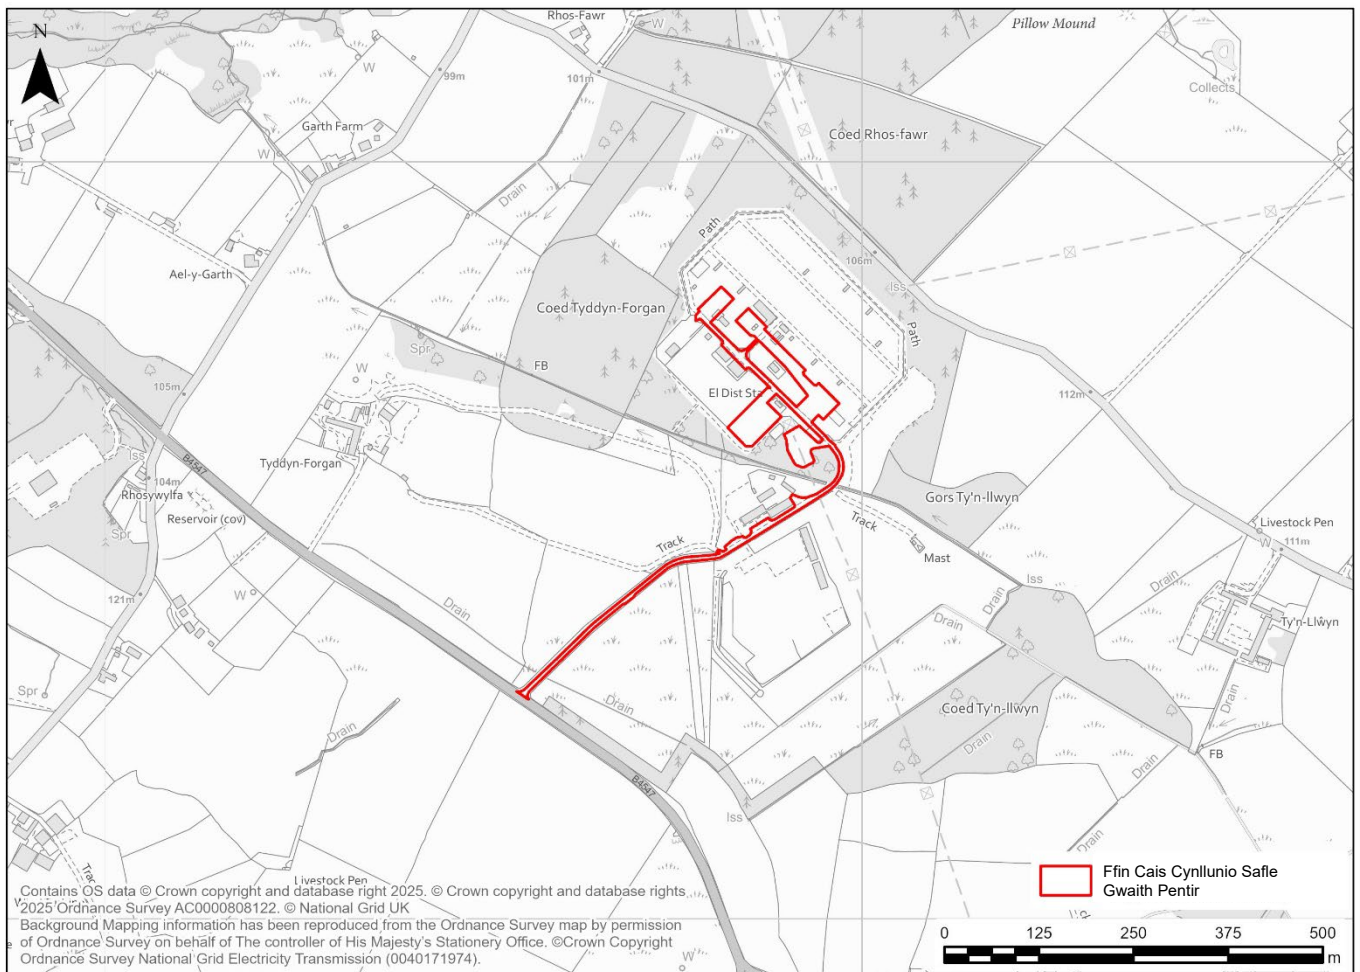 N
Rhos-Fawr
W
Pillow Mound
99m
101m
W
Collects
Garth Farm
Coed Rhos-fawr
W
Drain
Path
106m
Ael-y-Garth
Iss
Coed Tyddyn-Forgan
Path
Spr
FB
W
105m
El Dist Sta
112m
Tyddyn-Forgan
Iss
B4547
104m
Rhosywylfa
Reservoir (cov)
Gors Ty'n-llwyn
Spr
Track
Livestock Pen
W
111m
Track
Mast
Iss
Drain
121m
W
Drain
Drain
Drain
Ty'n-Llŵyn
Spr
Drain
Drain
Coed Ty'n-llwyn
Drain
Drain
FB
B4547
Drain
Iss
Drain
Livestock Pen
Ffin Cais Cynllunio Safle
Gwaith Pentir
Contains OS data © Crown copyright and database right 2025. © Crown copyright and database rights
2025 Ordnance Survey AC0000808122. © National Grid UK
Background Mapping information has been reproduced from the Ordnance Survey map by permission
of Ordnance Survey on behalf of The controller of His Majesty's Stationery Office. ©Crown Copyright
Ordnance Survey National Grid Electricity Transmission (0040171974).
W
0 125 250 375 500
m